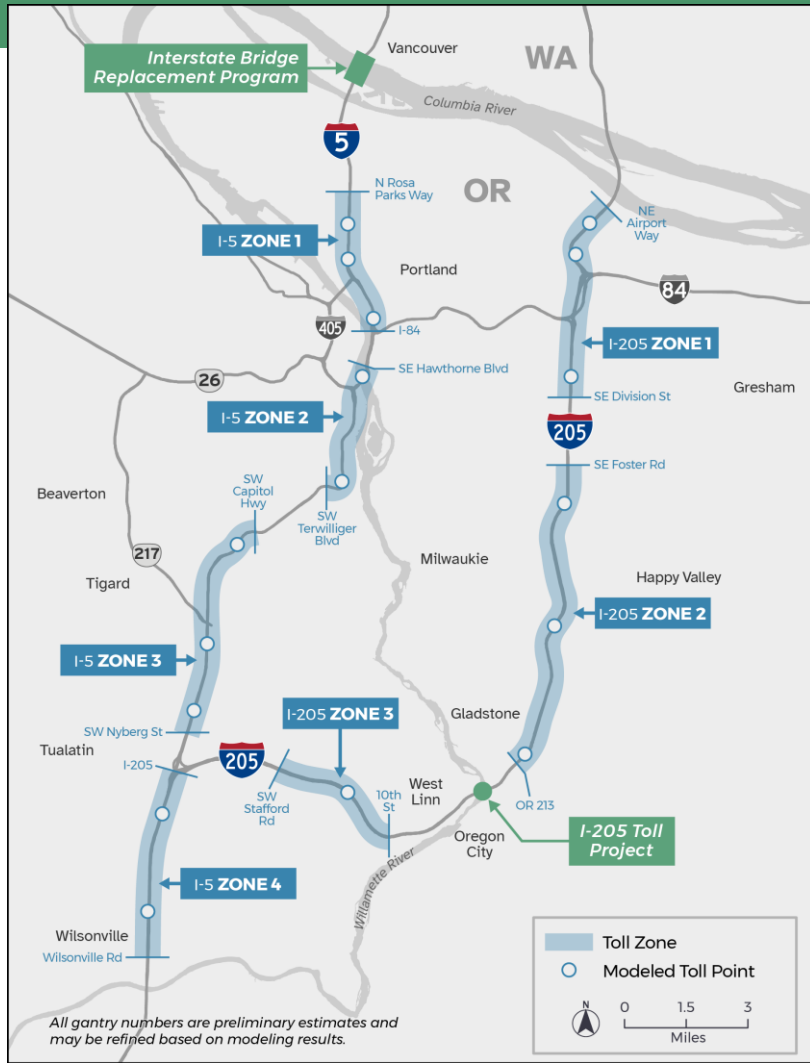 Vancouver
WA
Interstate Bridge
Replacement Program
Columbia River
5
OR
N Rosa
Parks Way
NE
Airport
Way
I-5 ZONE 1
Portland
84
405
I-84
I-205 ZONE 1
SE Hawthorne Blvd
26
Gresham
SE Division St
I-5 ZONE 2
205
SE Foster Rd
SW
Capitol
Hwy
Beaverton
SW
Terwilliger
Blvd
217
Milwaukie
Tigard
Happy Valley
I-205 ZONE 2
I-5 ZONE 3
I-205 ZONE 3
Gladstone
SW Nyberg St
Tualatin
I-205
205
SW
Stafford
Rd
10th
St
West
Linn
OR 213
Oregon
City
I-205 Toll
Project
Willamette River
I-5 ZONE 4
Wilsonville
Wilsonville Rd
Toll Zone
Modeled Toll Point
N
0 1.5 3
Miles
All gantry numbers are preliminary estimates and
may be refined based on modeling results.